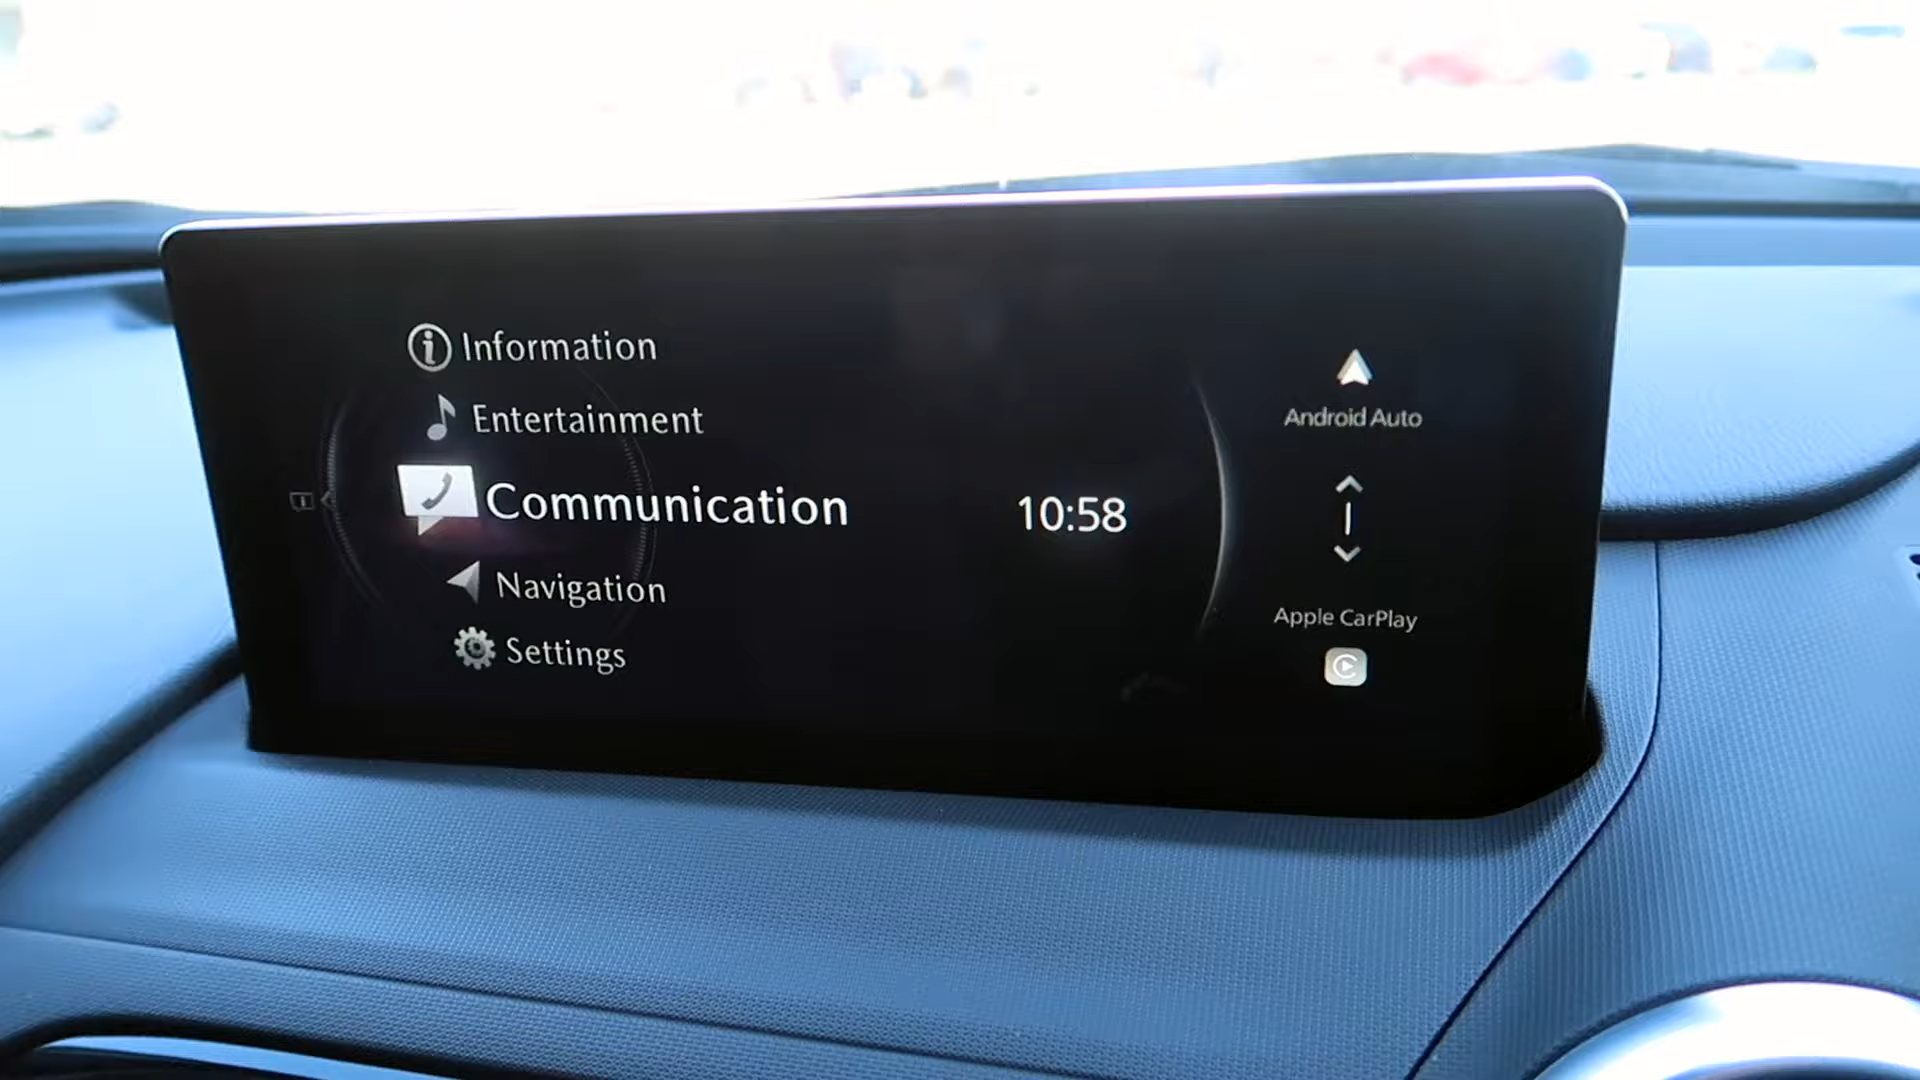 Information
Entertainment
Communication
10:58
Navigation
Settings
Android Auto
Apple CarPlay